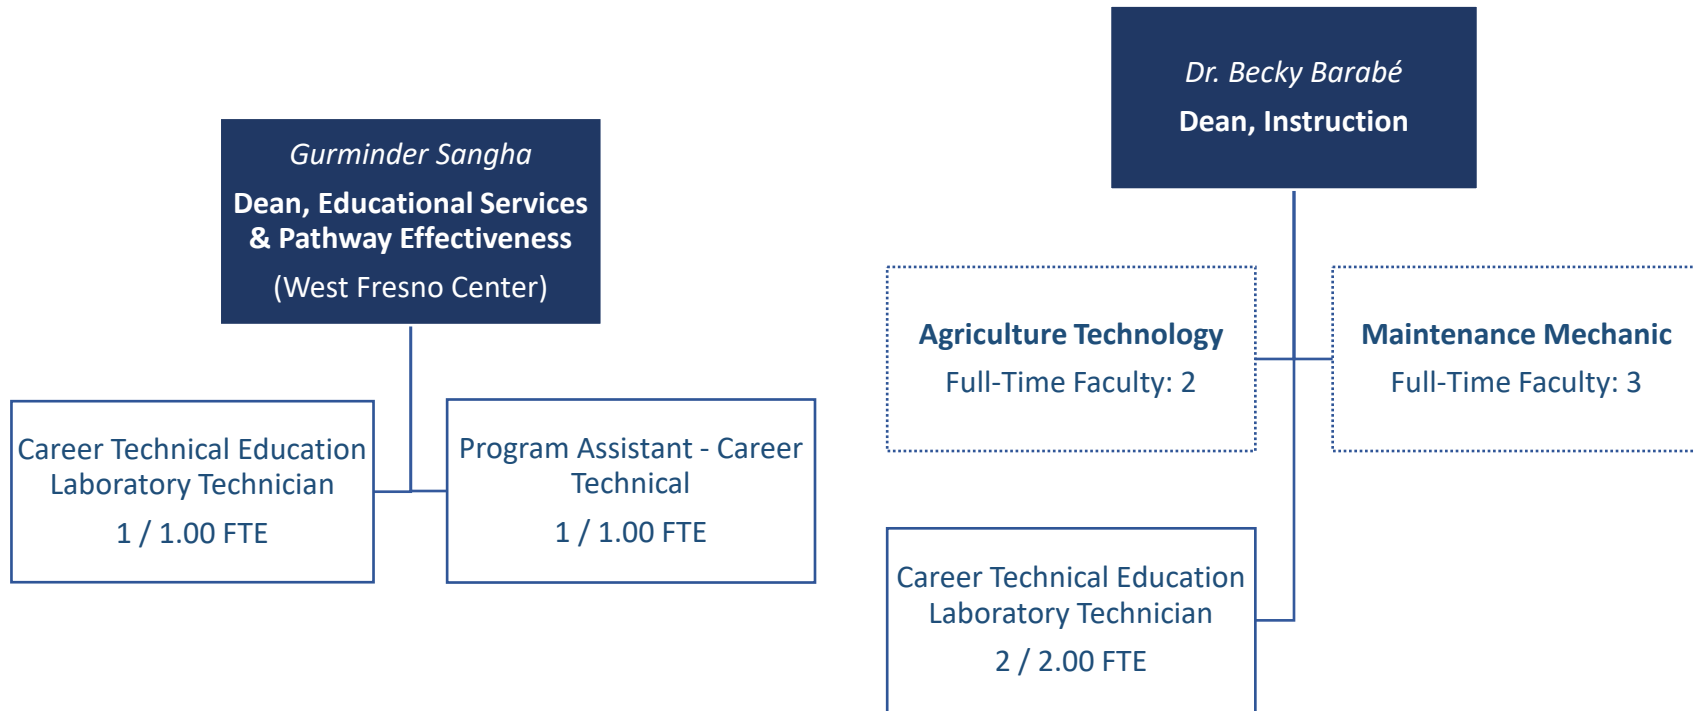 Gurminder Sangha
Dean, Educational Services
& Pathway Effectiveness
(West Fresno Center)
Career Technical Education
Laboratory Technician
1 / 1.00 FTE
Program Assistant - Career
Technical
1 / 1.00 FTE
Dr. Becky Barabé
Dean, Instruction
Agriculture Technology
Full-Time Faculty: 2
Maintenance Mechanic
Full-Time Faculty: 3
Career Technical Education
Laboratory Technician
2 / 2.00 FTE